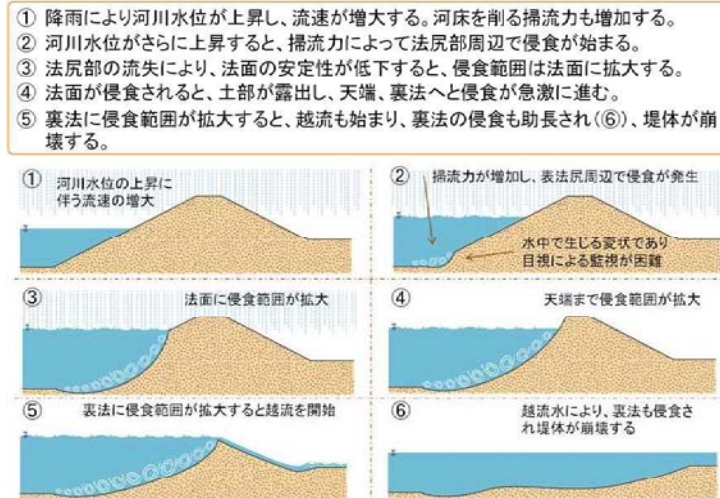 ① 降雨により河川水位が上昇し、流速が増大する。河床を削る掃流力も増加する。
② 河川水位がさらに上昇すると、掃流力によって法尻部周辺で侵食が始まる。
③ 法尻部の流失により、法面の安定性が低下すると、侵食範囲は法面に拡大する。
④ 法面が侵食されると、土部が露出し、天端、裏法へと侵食が急激に進む。
⑤ 裏法に侵食範囲が拡大すると、越流も始まり、裏法の侵食も助長され(⑥)、堤体が崩
壊する。
① 河川水位の上昇に
伴う流速の増大
② 掃流力が増加し、表法尻周辺で侵食が発生
水中で生じる変状であり
目視による監視が困難
③ 法面に侵食範囲が拡大
④ 天端まで侵食範囲が拡大
⑤ 裏法に侵食範囲が拡大すると越流を開始
⑥ 越流水により、裏法も侵食さ
れ堤体が崩壊する